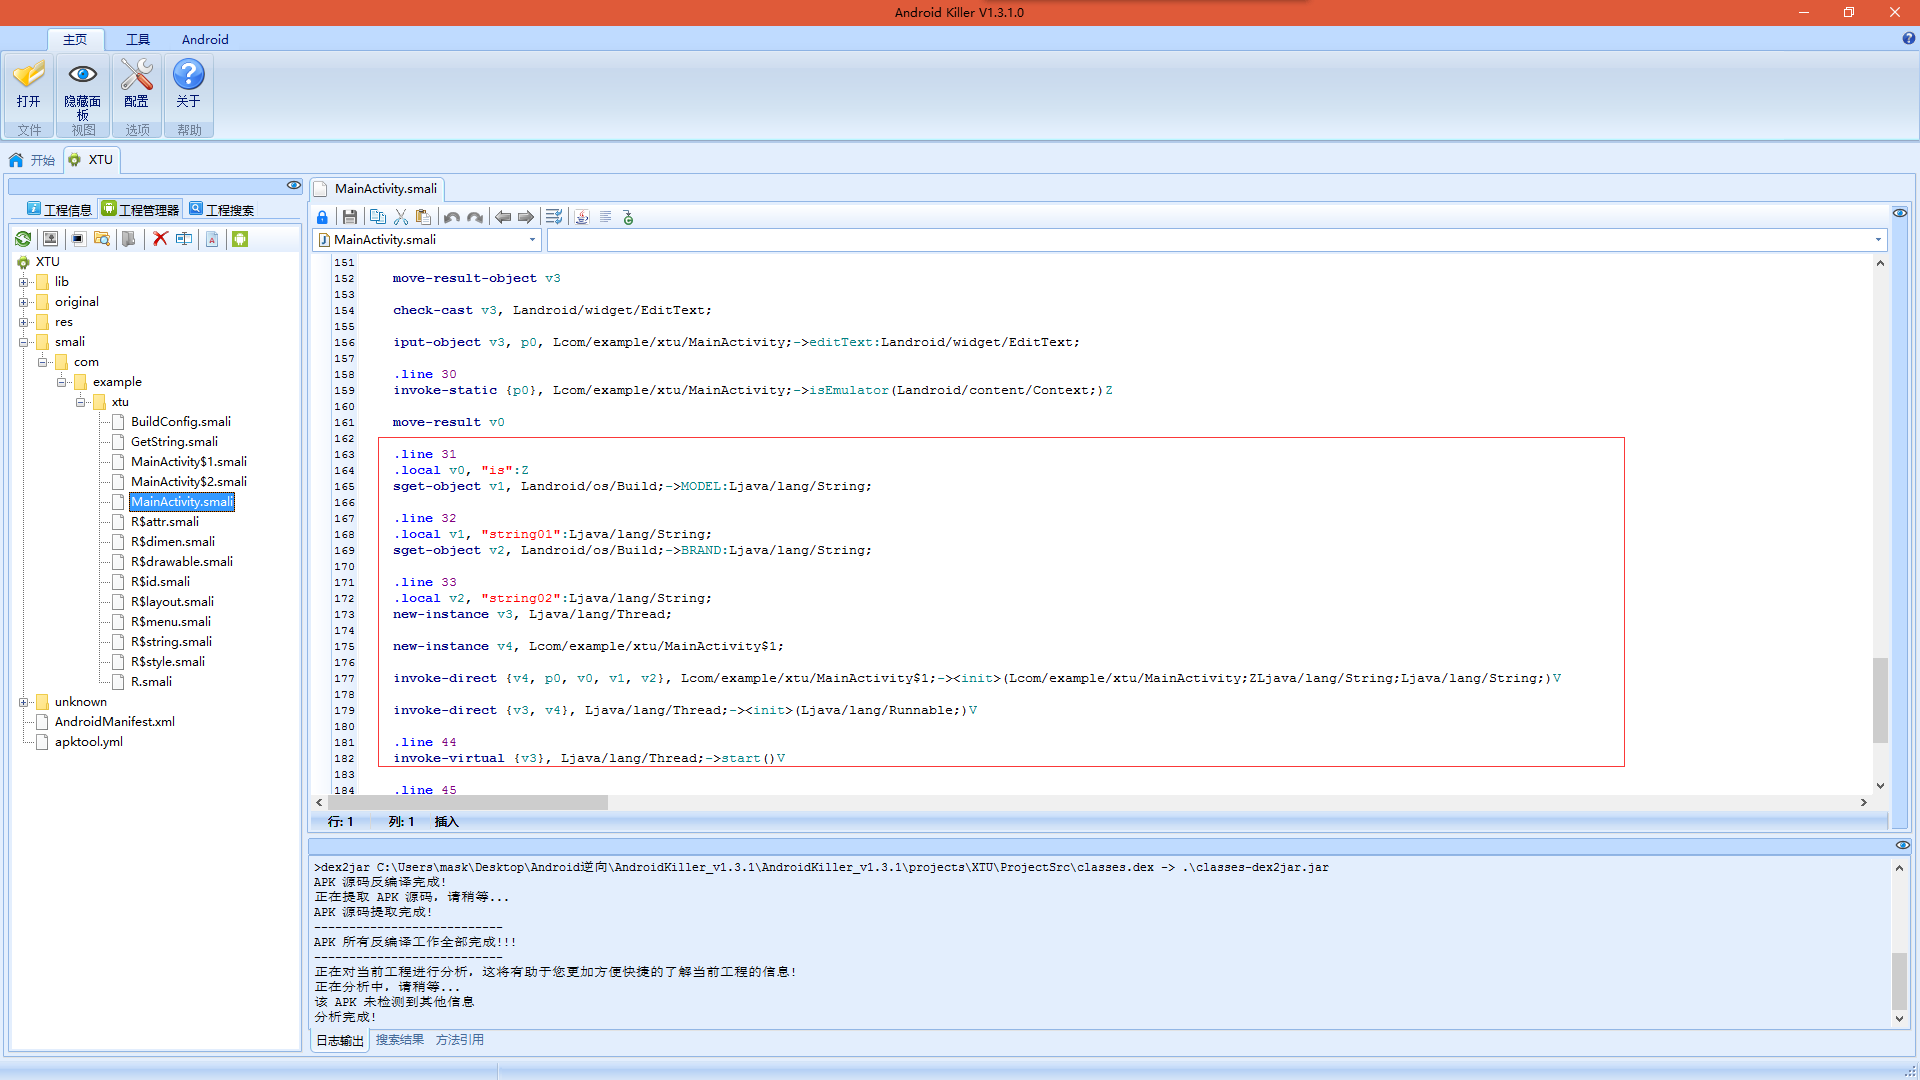 Android Killer V1.3.1.0
主页 工具 Android
打开 隐藏面板 配置 关于
文件 视图 选项 帮助
开始 XTU
工程信息 工程管理器 工程搜索
XTU
lib
original
res
smali
com
example
xtu
BuildConfig.smali
GetString.smali
MainActivity$1.smali
MainActivity$2.smali
MainActivity.smali
R$attr.smali
R$dimen.smali
R$drawable.smali
R$id.smali
R$layout.smali
R$menu.smali
R$string.smali
R$style.smali
R.smali
unknown
AndroidManifest.xml
apktool.yml
MainActivity.smali
MainActivity.smali
151
152 move-result-object v3
153
154 check-cast v3, Landroid/widget/EditText;
155
156 iput-object v3, p0, Lcom/example/xtu/MainActivity;->editText:Landroid/widget/EditText;
157
158 .line 30
159 invoke-static {p0}, Lcom/example/xtu/MainActivity;->isEmulator(Landroid/content/Context;)Z
160
161 move-result v0
162
163 .line 31
164 .local v0, "is":Z
165 sget-object v1, Landroid/os/Build;->MODEL:Ljava/lang/String;
166
167 .line 32
168 .local v1, "string01":Ljava/lang/String;
169 sget-object v2, Landroid/os/Build;->BRAND:Ljava/lang/String;
170
171 .line 33
172 .local v2, "string02":Ljava/lang/String;
173 new-instance v3, Ljava/lang/Thread;
174
175 new-instance v4, Lcom/example/xtu/MainActivity$1;
176
177 invoke-direct {v4, p0, v0, v1, v2}, Lcom/example/xtu/MainActivity$1;-><init>(Lcom/example/xtu/MainActivity;ZLjava/lang/String;Ljava/lang/String;)V
178
179 invoke-direct {v3, v4}, Ljava/lang/Thread;-><init>(Ljava/lang/Runnable;)V
180
181 .line 44
182 invoke-virtual {v3}, Ljava/lang/Thread;->start()V
183
184 .line 45
行: 1 列: 1 插入
>dex2jar C:\Users\mask\Desktop\Android逆向\AndroidKiller_v1.3.1\AndroidKiller_v1.3.1\projects\XTU\ProjectSrc\classes.dex -> .\classes-dex2jar.jar
APK 源码反编译完成!
正在提取 APK 源码，请稍等...
APK 源码提取完成!
---------------------------
APK 所有反编译工作全部完成!!!
---------------------------
正在对当前工程进行分析，这将有助于您更加方便快捷的了解当前工程的信息!
正在分析中，请稍等...
该 APK 未检测到其他信息
分析完成!
日志输出 搜索结果 方法引用